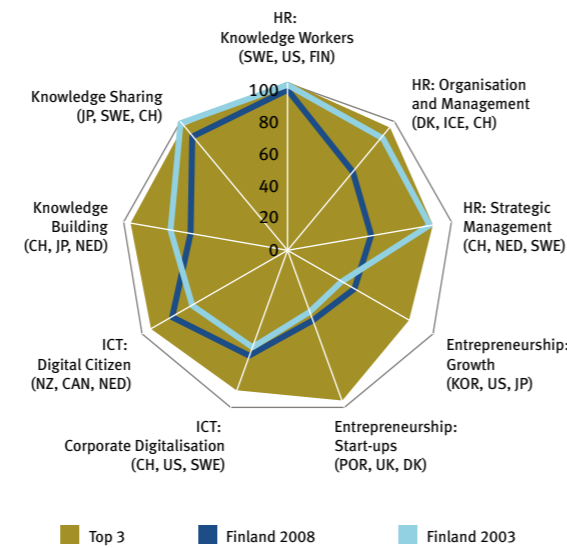 HR:
Knowledge Workers
(SWE, US, FIN)
HR: Organisation
and Management
(DK, ICE, CH)
HR: Strategic
Management
(CH, NED, SWE)
Entrepreneurship:
Growth
(KOR, US, JP)
Entrepreneurship:
Start-ups
(POR, UK, DK)
ICT:
Corporate Digitalisation
(CH, US, SWE)
ICT:
Digital Citizen
(NZ, CAN, NED)
Knowledge
Building
(CH, JP, NED)
Knowledge Sharing
(JP, SWE, CH)
100
80
60
40
20
0
Top 3
Finland 2008
Finland 2003